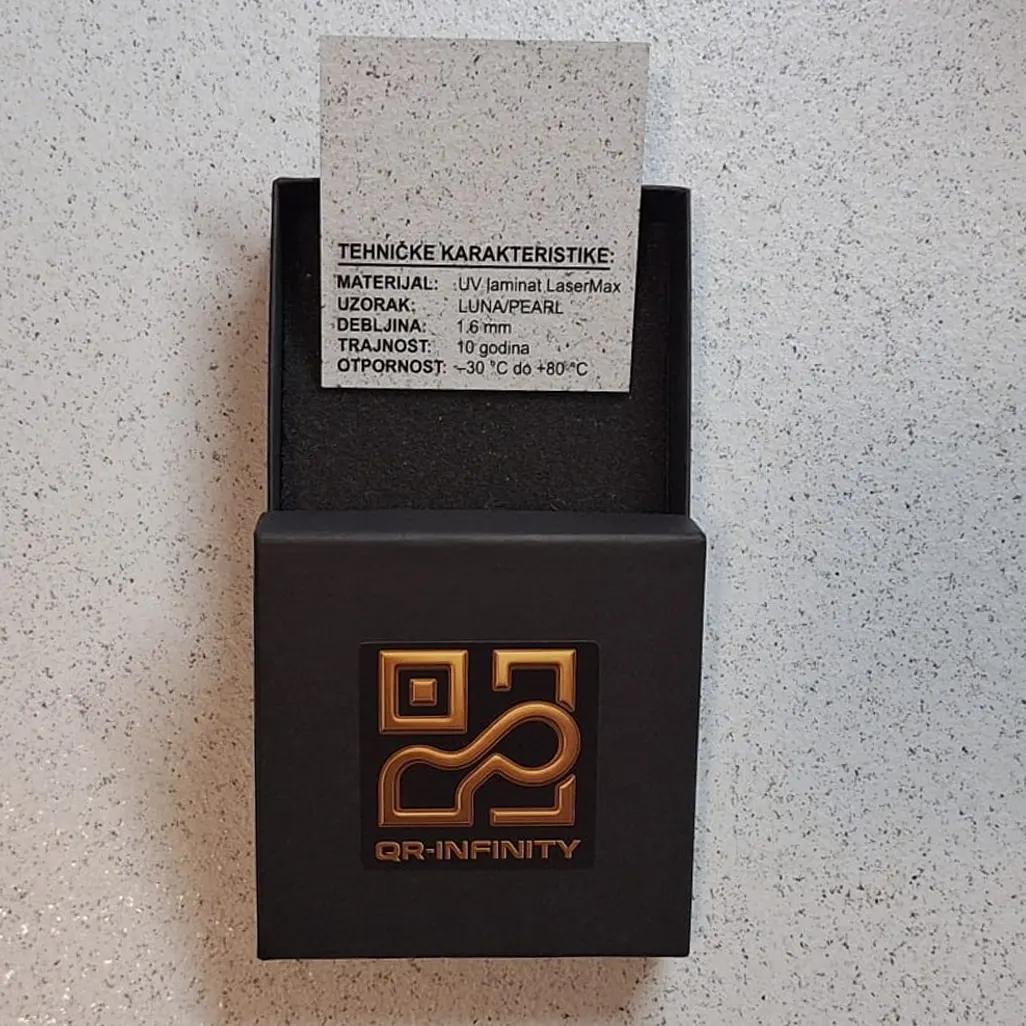 TEHNIČKE KARAKTERISTIKE:
MATERIJAL: UV laminat LaserMax
UZORAK: LUNA/PEARL
DEBLJINA: 1.6 mm
TRAJNOST: 10 godina
OTPORNOST: –30 °C do +80 °C
QR-INFINITY